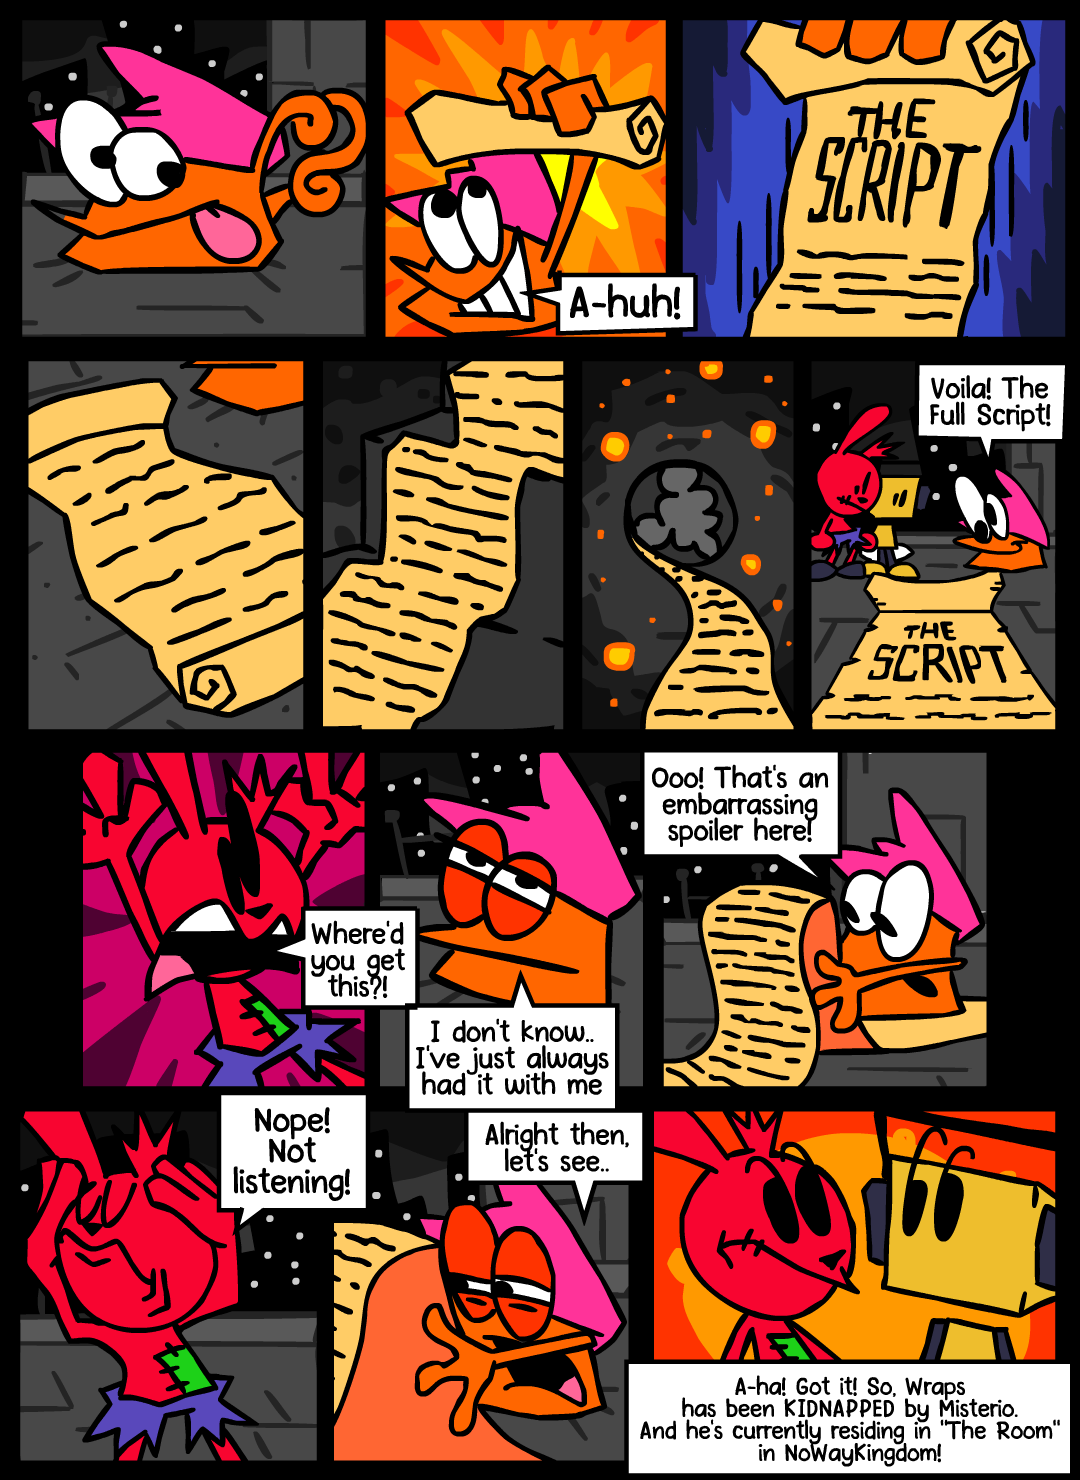 A-huh!
THE
SCRIPT
Voila! The
Full Script!
THE
SCRIPT
Where'd
you get
this?!
I don't know..
I've just always
had it with me
Ooo! That's an
embarrassing
spoiler here!
Nope!
Not
listening!
Alright then,
let's see..
A-ha! Got it! So, Wraps
has been KIDNAPPED by Misterio.
And he's currently residing in "The Room"
in NoWayKingdom!